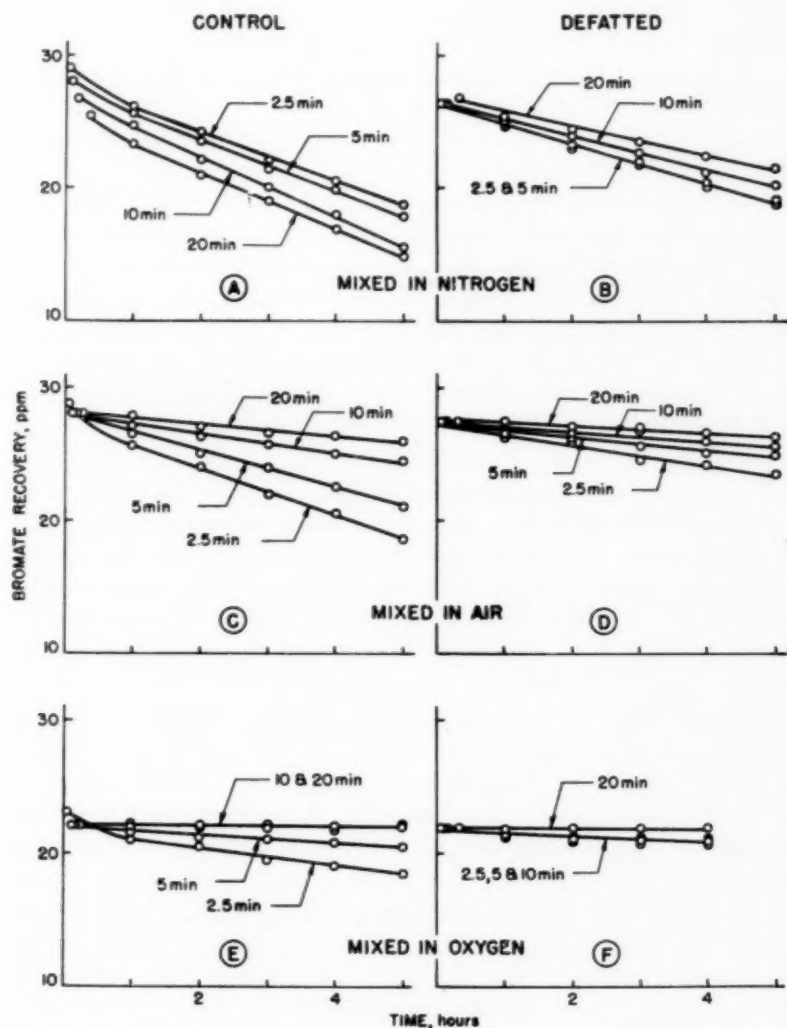 CONTROL
DEFATTED
30
20
10
2.5 min
5 min
10 min
20 min
A
20 min
10 min
2.5 & 5 min
B
MIXED IN NITROGEN
BROMATE RECOVERY, ppm
30
20
10
20 min
10 min
5 min
2.5 min
C
20 min
10 min
5 min
2.5 min
D
MIXED IN AIR
30
20
10
10 & 20 min
5 min
2.5 min
E
20 min
2.5, 5 & 10 min
F
MIXED IN OXYGEN
2
4
2
4
TIME, hours